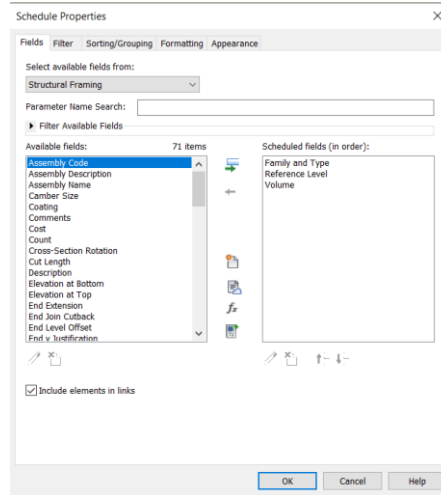 Schedule Properties
Fields Filter Sorting/Grouping Formatting Appearance
Select available fields from:
Structural Framing
Parameter Name Search:
Filter Available Fields
Available fields: 71 items
Assembly Code
Assembly Description
Assembly Name
Camber Size
Coating
Comments
Cost
Count
Cross-Section Rotation
Cut Length
Description
Elevation at Bottom
Elevation at Top
End Extension
End Join Cutback
End Level Offset
End y Justification
Scheduled fields (in order):
Family and Type
Reference Level
Volume
fx
Include elements in links
OK Cancel Help